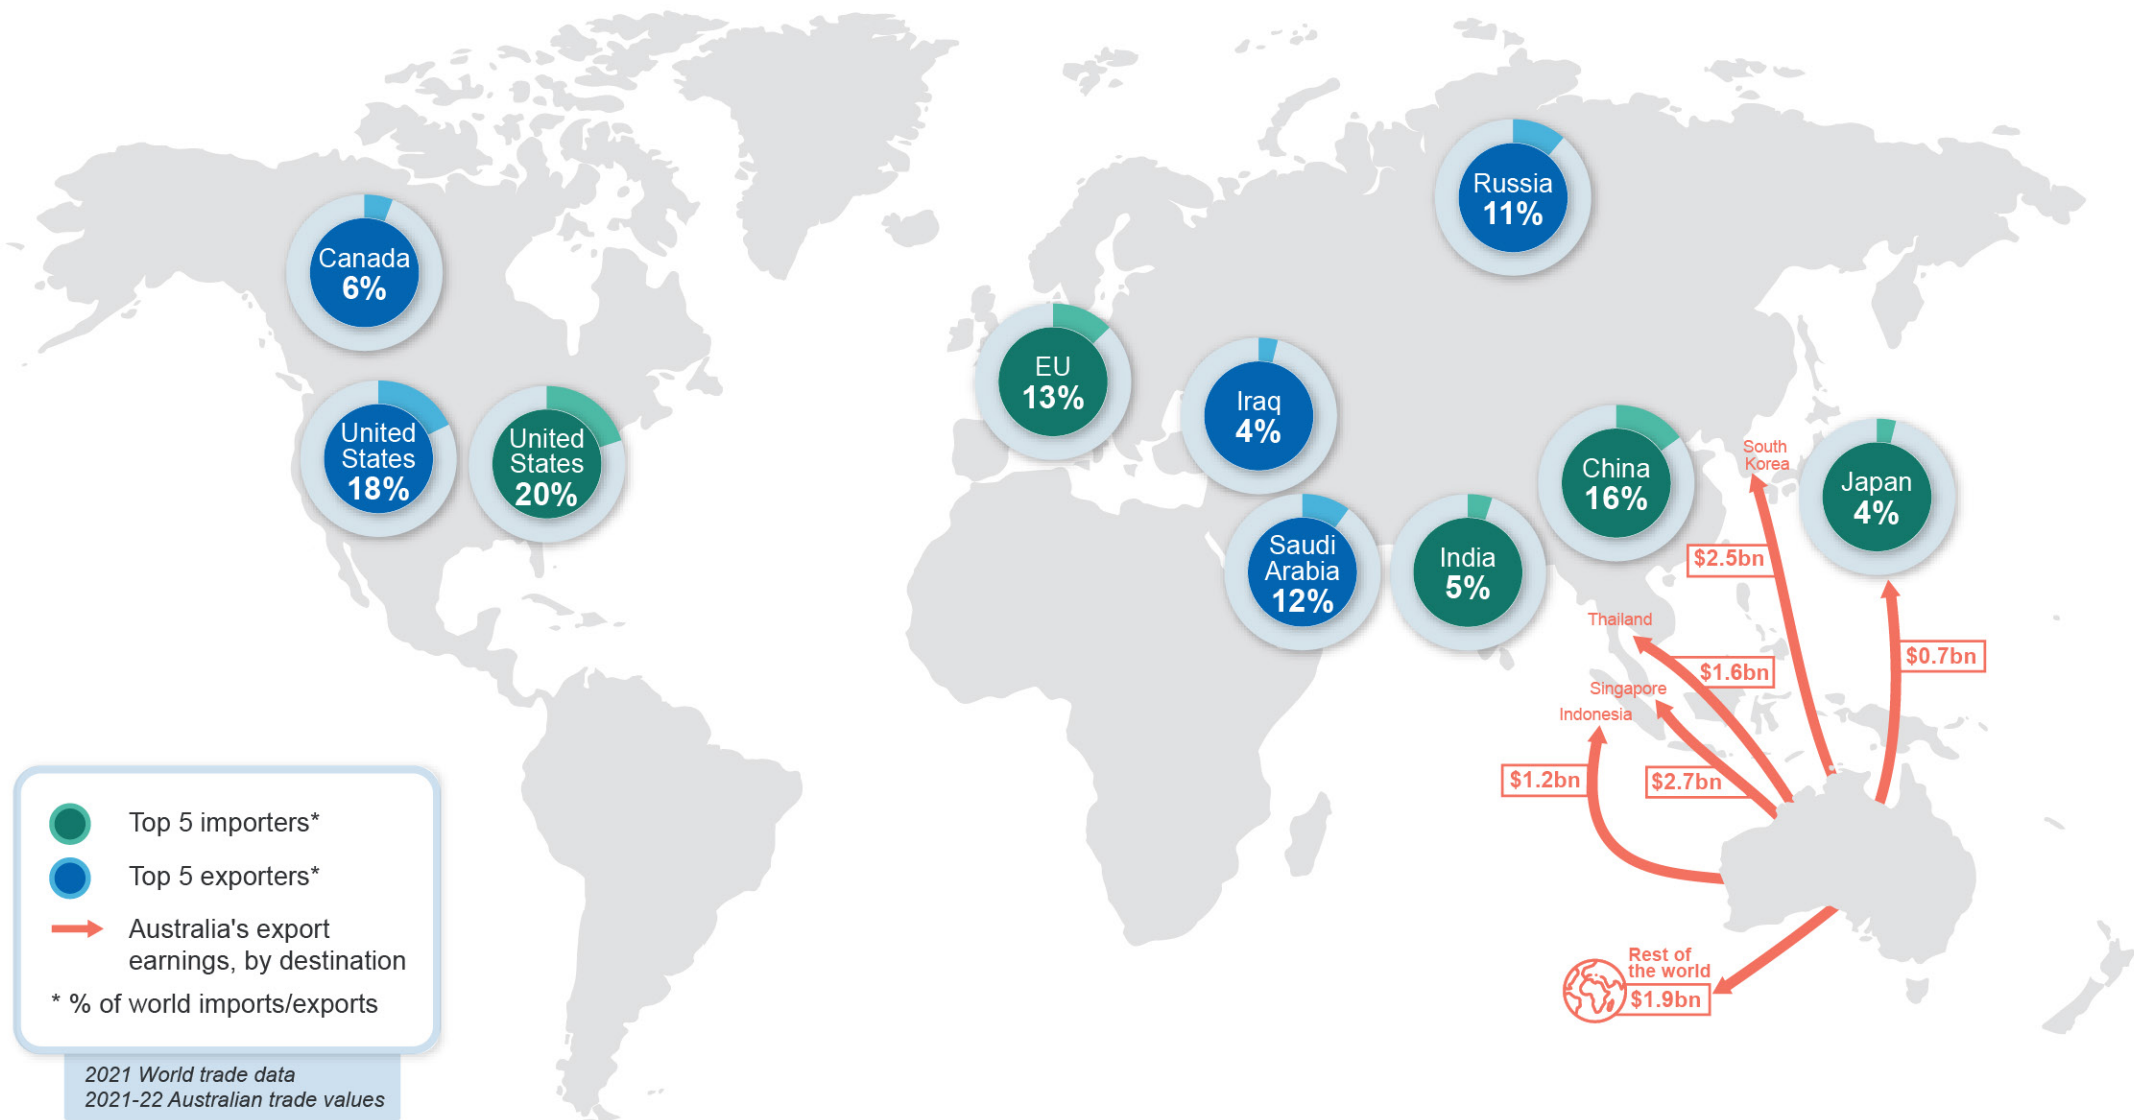 Russia
11%
Canada
6%
EU
13%
United
States
18%
United
States
20%
Iraq
4%
China
16%
South
Korea
Japan
4%
Saudi
Arabia
12%
India
5%
$2.5bn
Thailand
$0.7bn
$1.6bn
Singapore
Indonesia
$1.2bn
$2.7bn
Top 5 importers*
Top 5 exporters*
Australia's export
earnings, by destination
* % of world imports/exports
Rest of
the world
$1.9bn
2021 World trade data
2021-22 Australian trade values